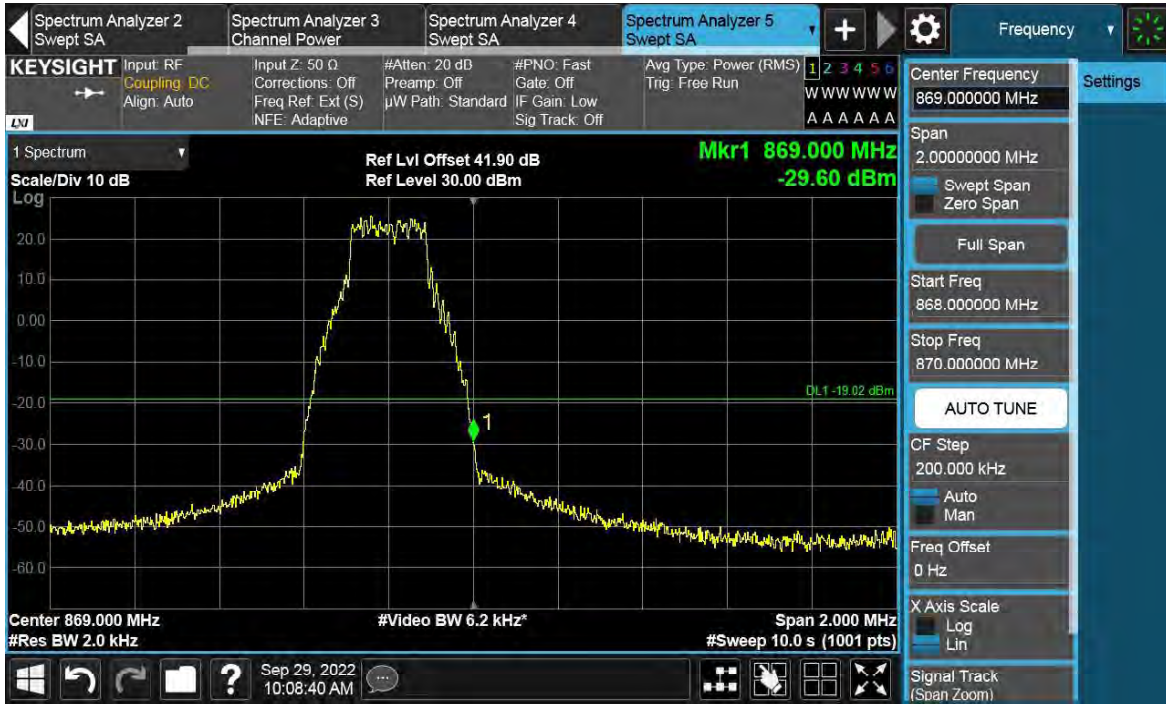 Spectrum Analyzer 2
Swept SA
Spectrum Analyzer 3
Channel Power
Spectrum Analyzer 4
Swept SA
Spectrum Analyzer 5
Swept SA
+
Frequency
KEYSIGHT
LXI
Input: RF
Coupling: DC
Align: Auto
Input Z: 50 Ω
Corrections: Off
Freq Ref: Ext (S)
NFE: Adaptive
#Atten: 20 dB
Preamp: Off
µW Path: Standard
#PNO: Fast
Gate: Off
IF Gain: Low
Sig Track: Off
Avg Type: Power (RMS)
Trig: Free Run
1 2 3 4 5 6
W W W W W W
A A A A A A
1 Spectrum
Scale/Div 10 dB
Log
Ref Lvl Offset 41.90 dB
Ref Level 30.00 dBm
Mkr1 869.000 MHz
-29.60 dBm
20.0
10.0
0.00
-10.0
-20.0
-30.0
-40.0
-50.0
-60.0
DL1 -19.02 dBm
1
Center 869.000 MHz
#Res BW 2.0 kHz
#Video BW 6.2 kHz*
Span 2.000 MHz
#Sweep 10.0 s (1001 pts)
?
Sep 29, 2022
10:08:40 AM
Center Frequency
869.000000 MHz
Span
2.00000000 MHz
Swept Span
Zero Span
Full Span
Start Freq
868.000000 MHz
Stop Freq
870.000000 MHz
AUTO TUNE
CF Step
200.000 kHz
Auto
Man
Freq Offset
0 Hz
X Axis Scale
Log
Lin
Signal Track
(Span Zoom)
Settings